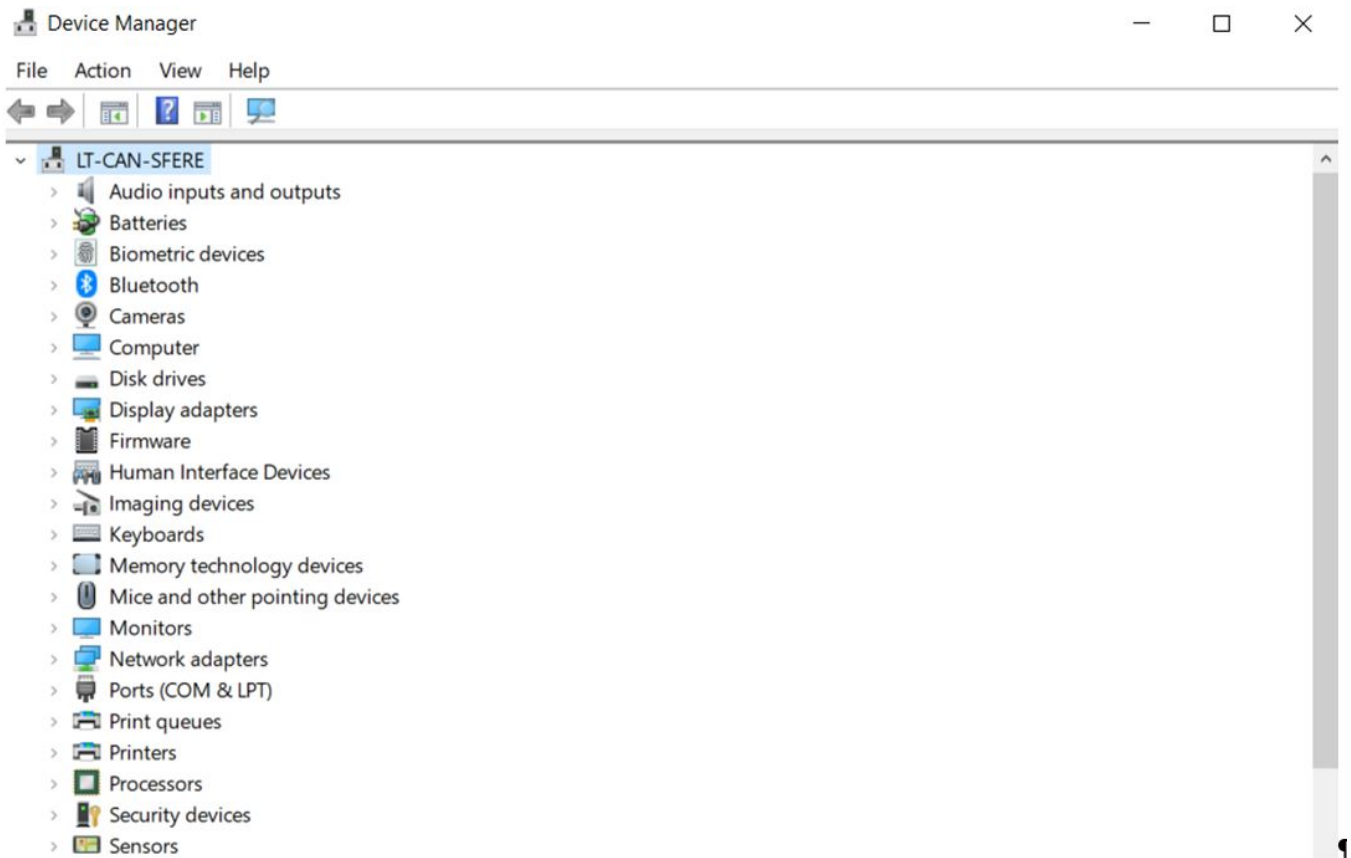 Device Manager
File Action View Help
LT-CAN-SFERE
Audio inputs and outputs
Batteries
Biometric devices
Bluetooth
Cameras
Computer
Disk drives
Display adapters
Firmware
Human Interface Devices
Imaging devices
Keyboards
Memory technology devices
Mice and other pointing devices
Monitors
Network adapters
Ports (COM & LPT)
Print queues
Printers
Processors
Security devices
Sensors